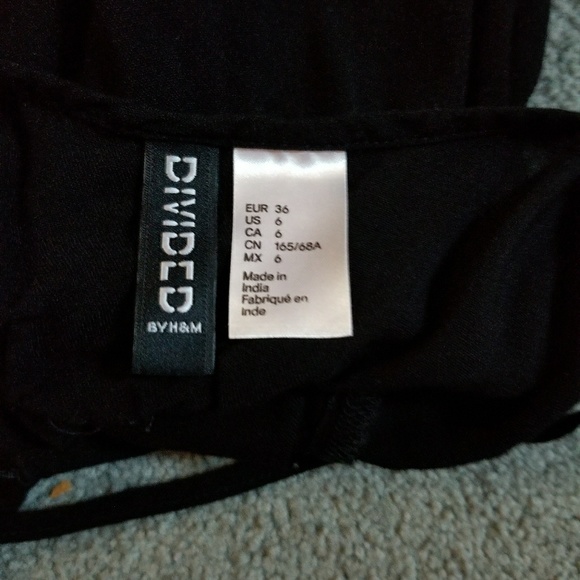 DIVIDED
BY H&M
EUR 36
US 6
CA 6
CN 165/68A
MX 6
Made in
India
Fabriqué en
Inde